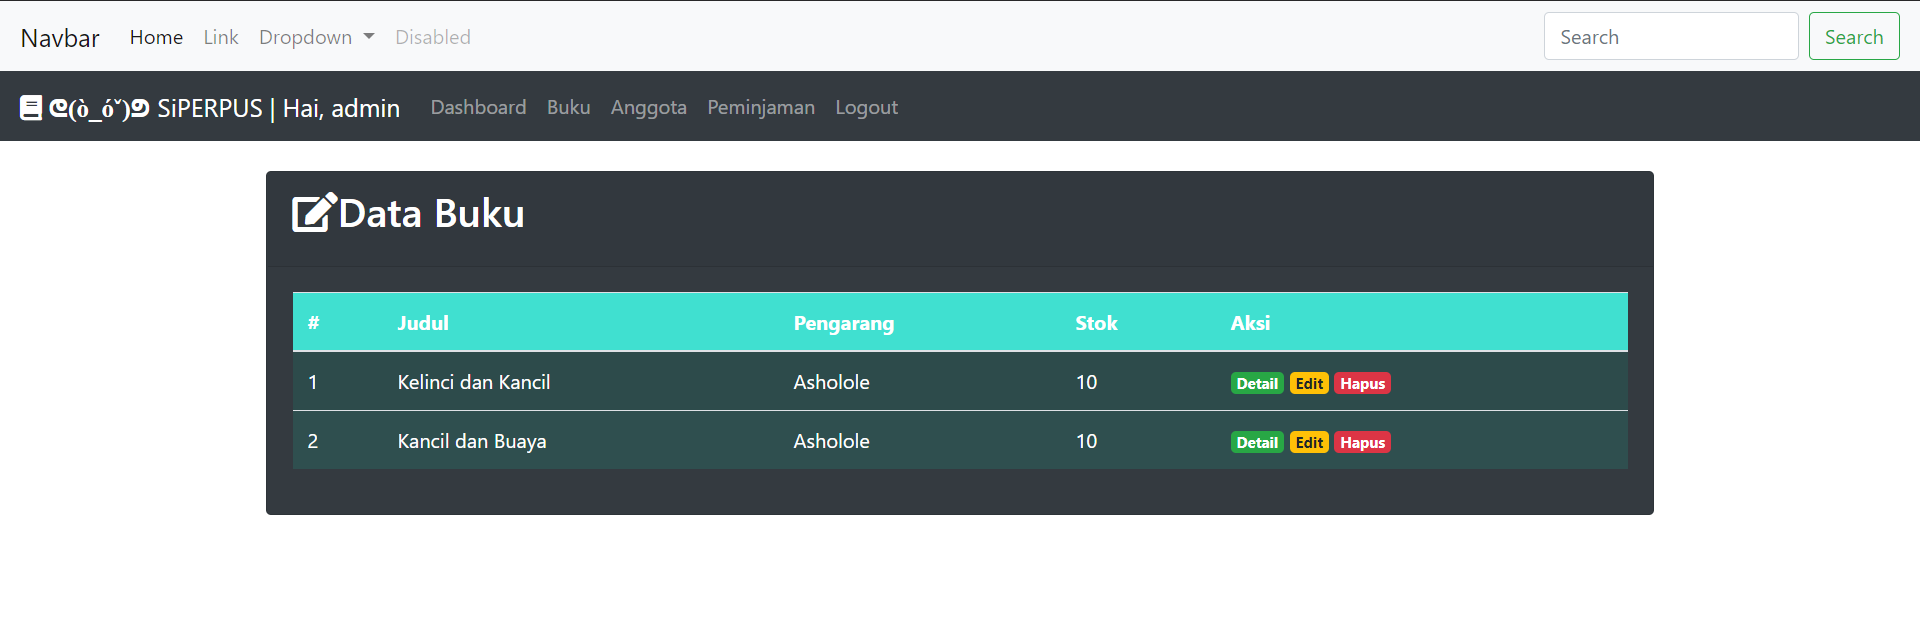 Navbar Home Link Dropdown Disabled Search Search
ᘓ(ò_óˇ)ᘐ SiPERPUS | Hai, admin Dashboard Buku Anggota Peminjaman Logout
Data Buku
# Judul Pengarang Stok Aksi
1 Kelinci dan Kancil Asholole 10 Detail Edit Hapus
2 Kancil dan Buaya Asholole 10 Detail Edit Hapus